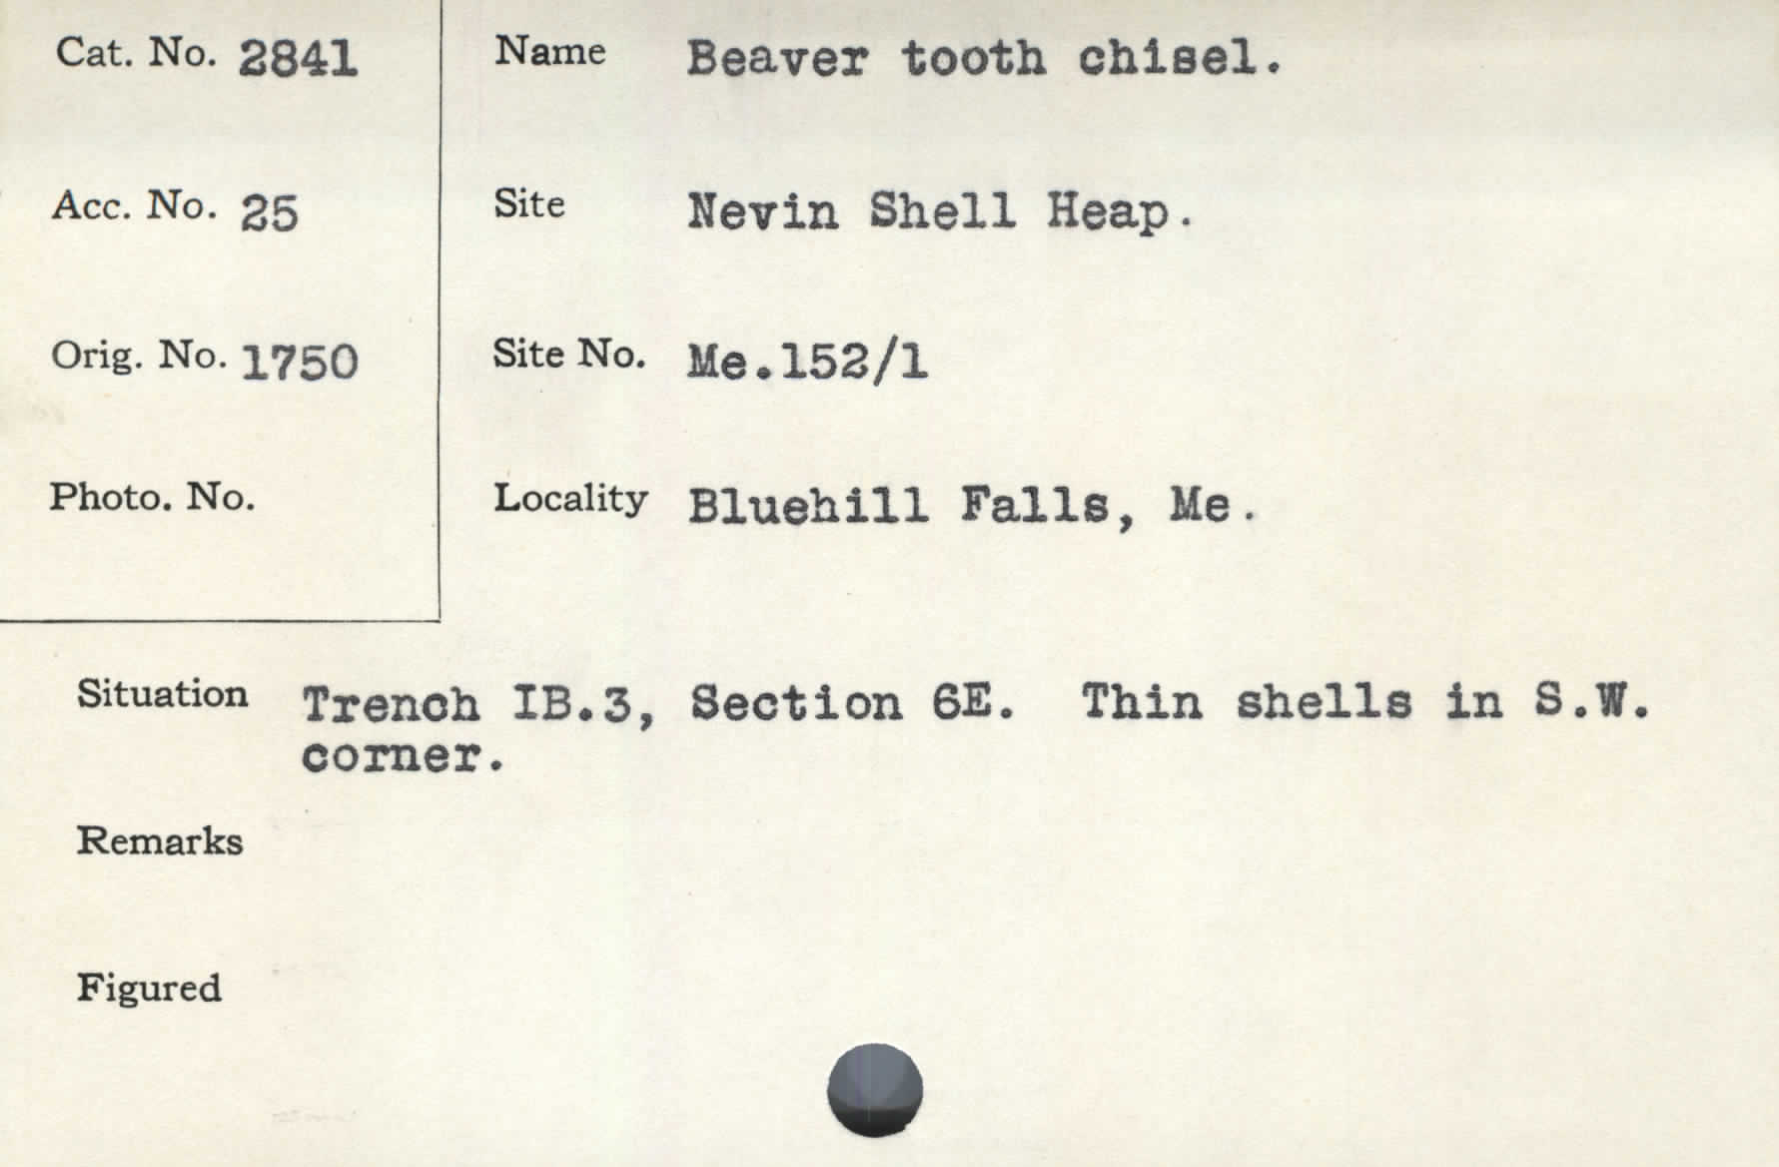 Cat. No. 2841
Name Beaver tooth chisel.
Acc. No. 25
Site Nevin Shell Heap.
Orig. No. 1750
Site No. Me.152/1
Photo. No.
Locality Bluehill Falls, Me.
Situation Trench IB.3, Section 6E. Thin shells in S.W.
corner.
Remarks
Figured